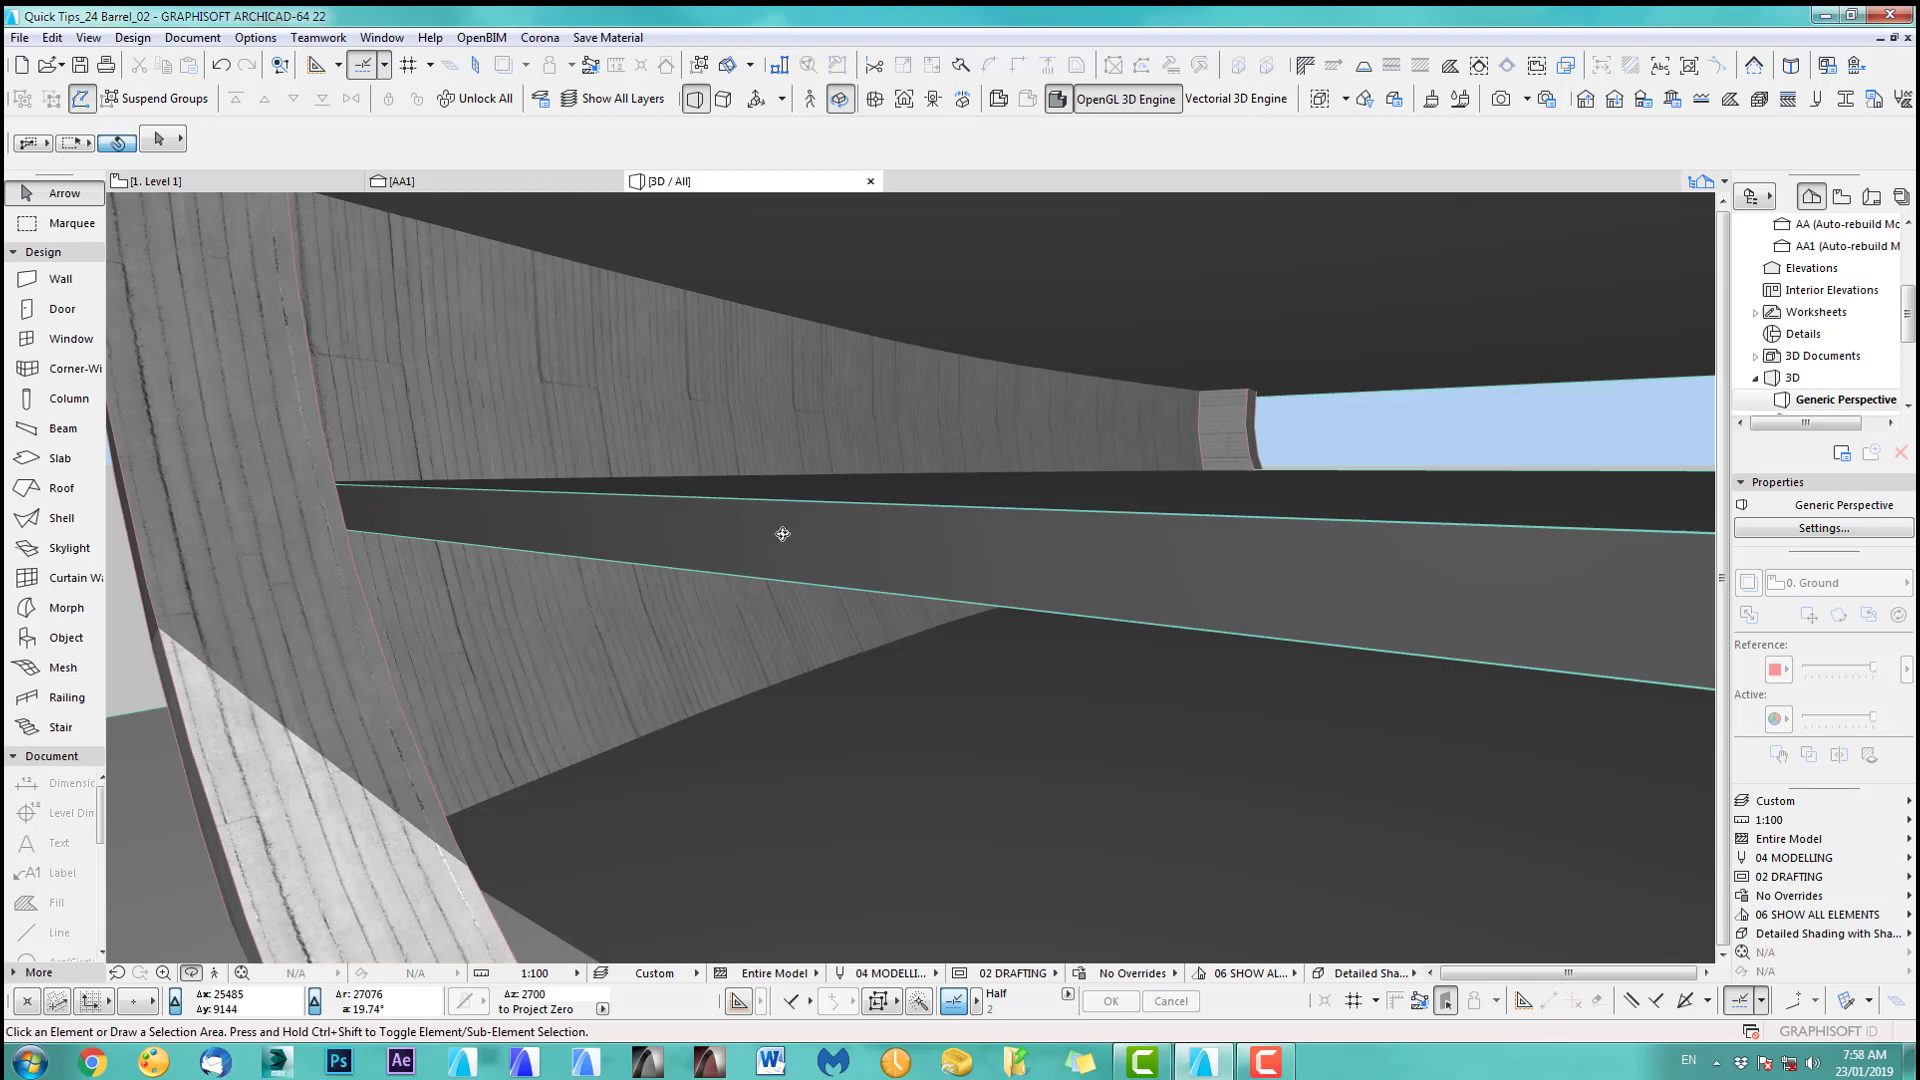 Quick Tips_24 Barrel_02 - GRAPHISOFT ARCHICAD-64 22
File Edit View Design Document Options Teamwork Window Help OpenBIM Corona Save Material
Suspend Groups Unlock All Show All Layers OpenGL 3D Engine Vectorial 3D Engine
[1. Level 1] [AA1] [3D / All]
Arrow
Marquee
Design
Wall
Door
Window
Corner-Wi
Column
Beam
Slab
Roof
Shell
Skylight
Curtain Wa
Morph
Object
Mesh
Railing
Stair
Document
Dimensic
Level Dim
Text
Label
Fill
Line
More
AA (Auto-rebuild Mc
AA1 (Auto-rebuild M
Elevations
Interior Elevations
Worksheets
Details
3D Documents
3D
Generic Perspective
Properties
Generic Perspective
Settings...
0. Ground
Reference:
Active:
Custom
1:100
Entire Model
04 MODELLING
02 DRAFTING
No Overrides
06 SHOW ALL ELEMENTS
Detailed Shading with Sha...
N/A
N/A
N/A N/A 1:100 Custom Entire Model 04 MODELLI... 02 DRAFTING No Overrides 06 SHOW AL... Detailed Sha...
Δx: 25485 Δr: 27076 Δz: 2700 Half
Δy: 9144 a: 19.74° to Project Zero 2
OK Cancel
Click an Element or Draw a Selection Area. Press and Hold Ctrl+Shift to Toggle Element/Sub-Element Selection.
GRAPHISOFT ID
Ps Ae W
EN 7:58 AM
23/01/2019